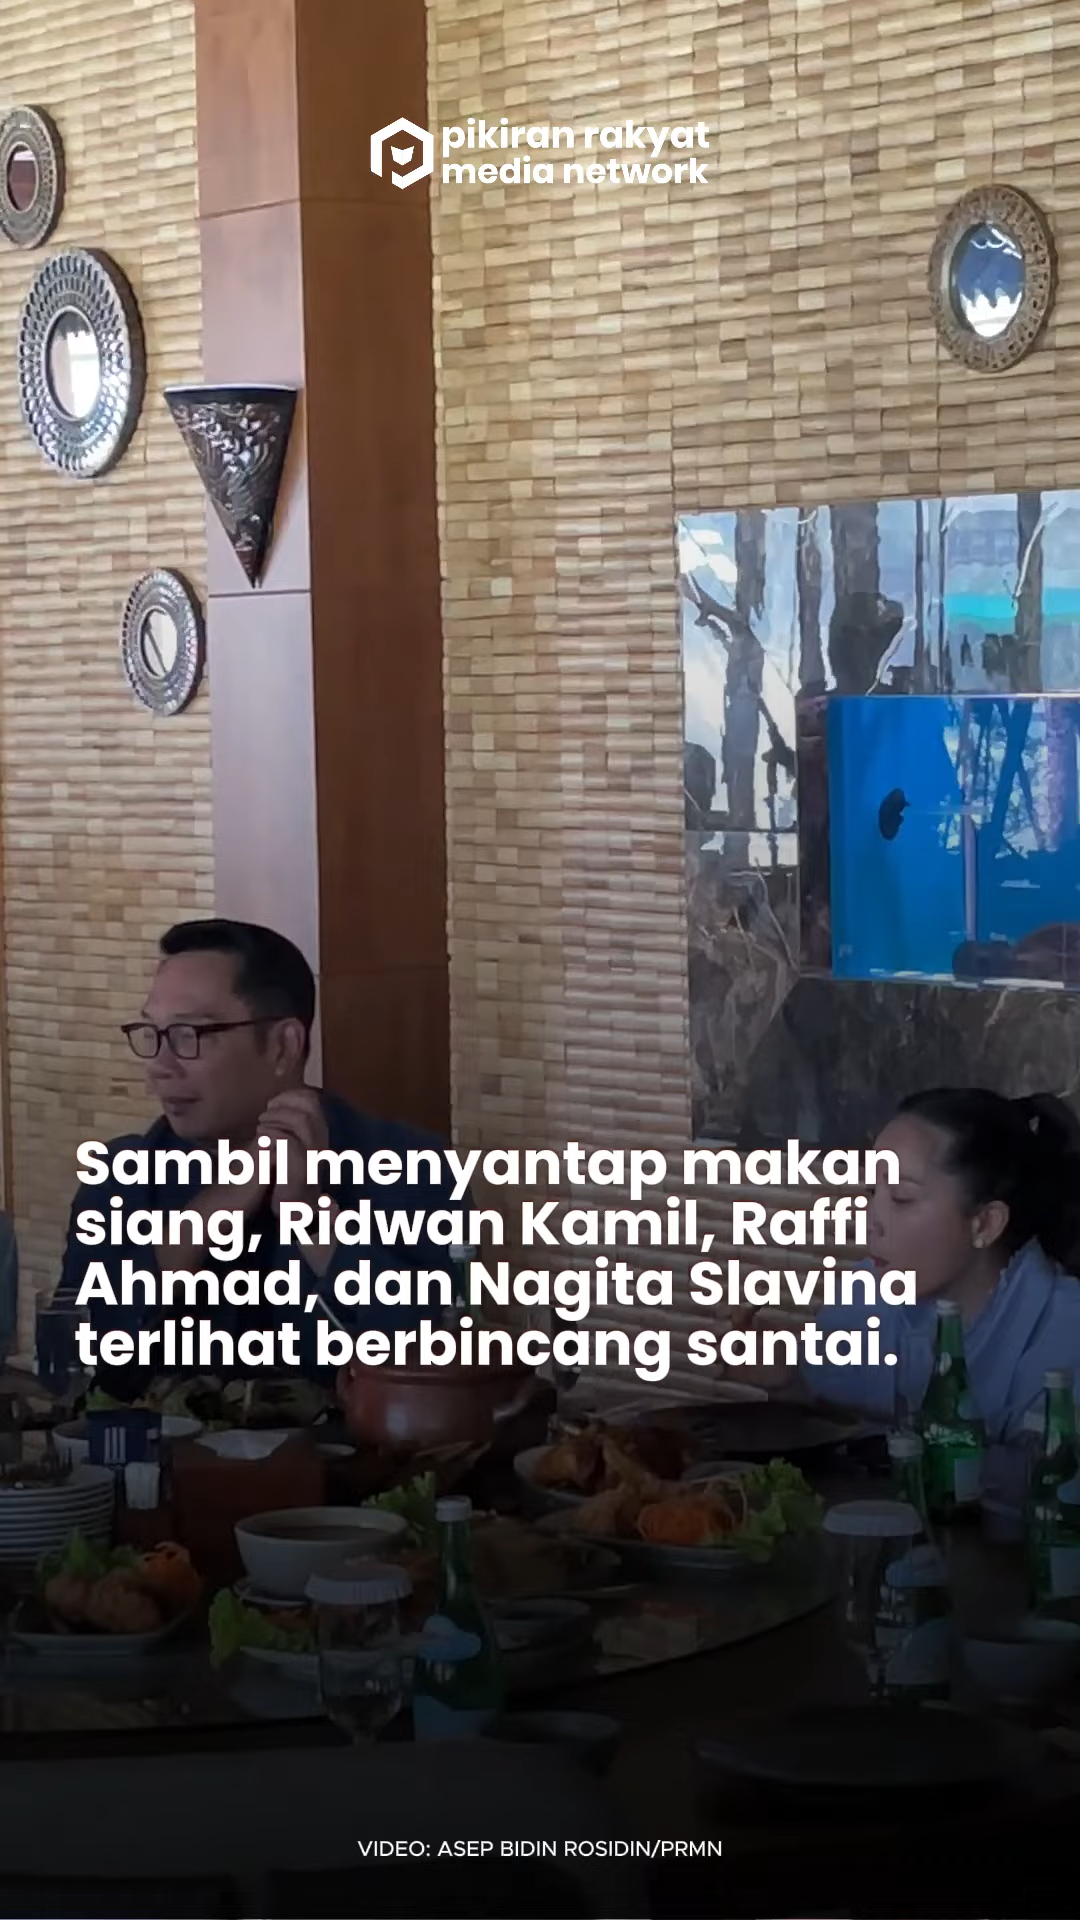 pikiran rakyat
media network
Sambil menyantap makan
siang, Ridwan Kamil, Raffi
Ahmad, dan Nagita Slavina
terlihat berbincang santai.
VIDEO: ASEP BIDIN ROSIDIN/PRMN